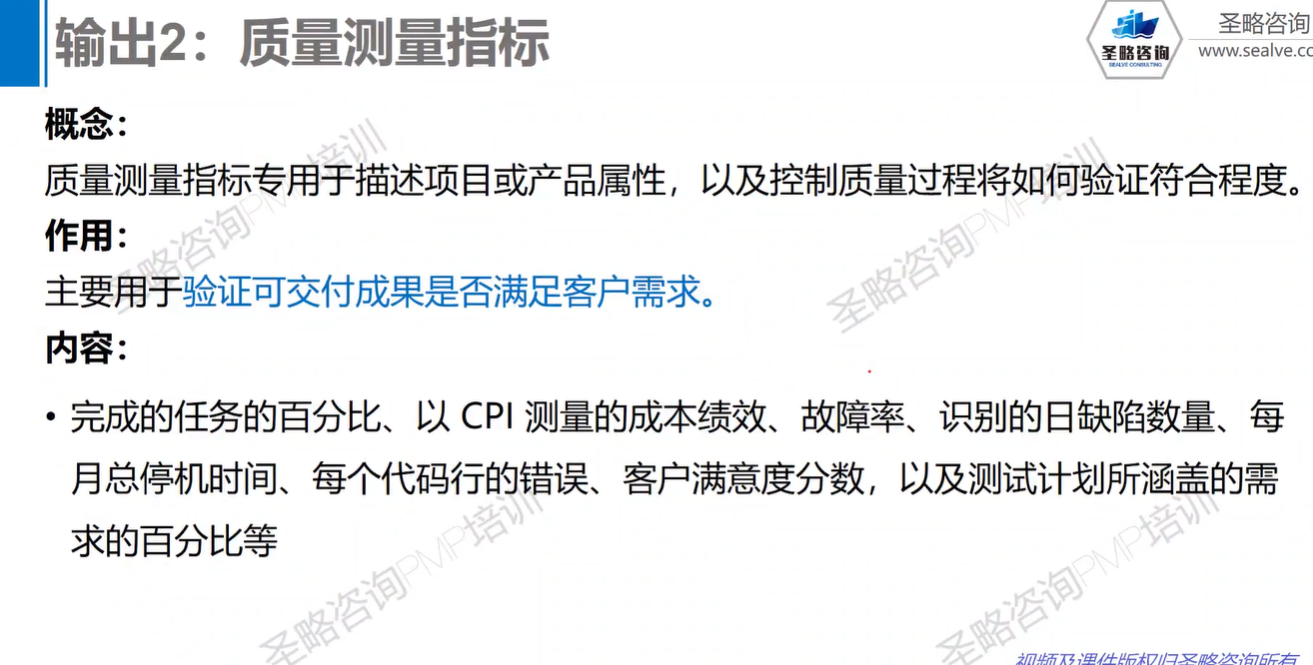 输出2：质量测量指标
圣略咨询
SEALVE CONSULTING
圣略咨询
www.sealve.cc
概念：
质量测量指标专用于描述项目或产品属性，以及控制质量过程将如何验证符合程度。
作用：
主要用于验证可交付成果是否满足客户需求。
内容：
• 完成的任务的百分比、以 CPI 测量的成本绩效、故障率、识别的日缺陷数量、每
月总停机时间、每个代码行的错误、客户满意度分数，以及测试计划所涵盖的需
求的百分比等
圣略咨询PMP培训
圣略咨询PMP培训
圣略咨询PMP培训
圣略咨询PMP培训
视频及课件版权归圣略咨询所有